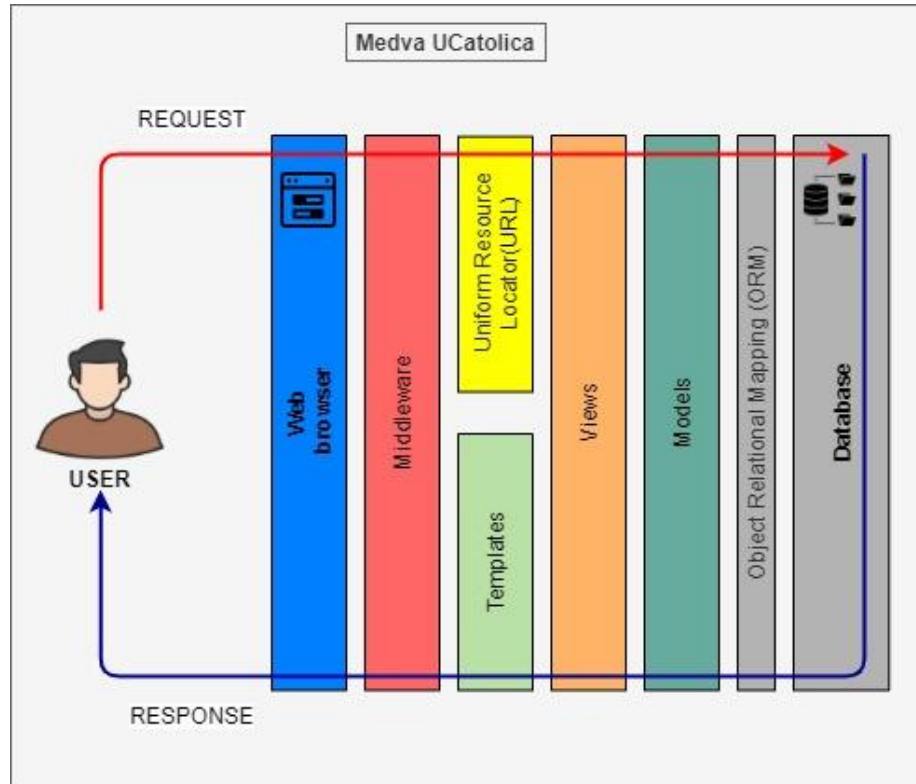 Medva UCatolica
REQUEST
Web
browser
Middleware
Uniform Resource
Locator(URL)
Templates
Views
Models
Object Relational Mapping (ORM)
Database
USER
RESPONSE